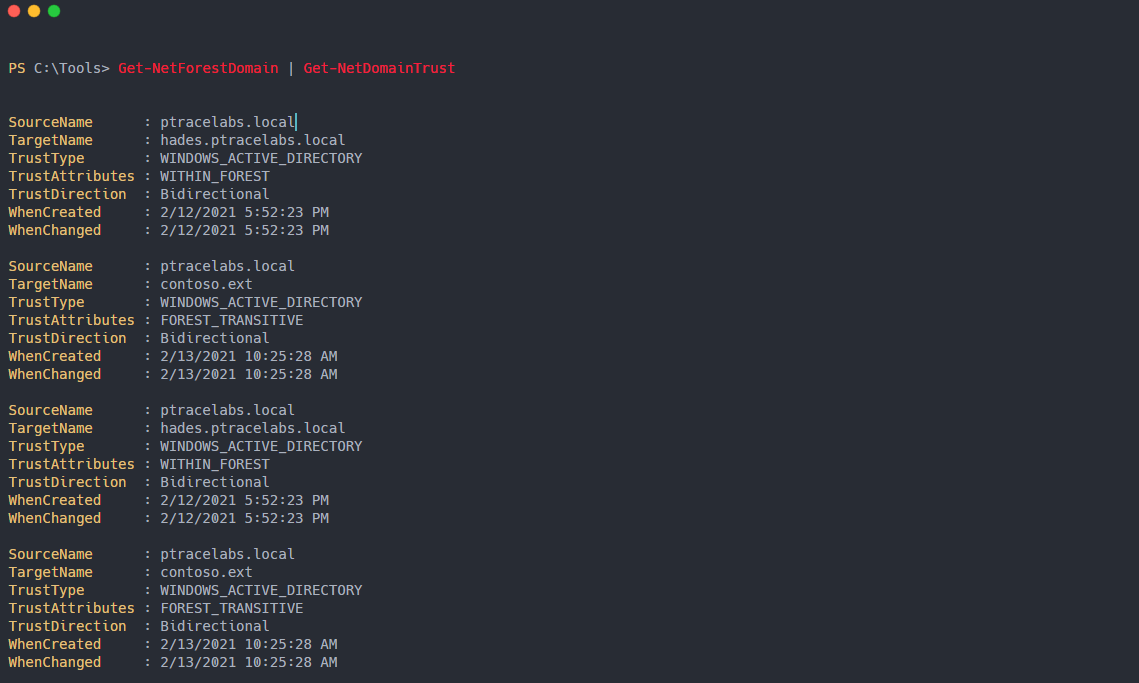 PS C:\Tools> Get-NetForestDomain | Get-NetDomainTrust
SourceName      : ptracelabs.local
TargetName      : hades.ptracelabs.local
TrustType       : WINDOWS_ACTIVE_DIRECTORY
TrustAttributes : WITHIN_FOREST
TrustDirection  : Bidirectional
WhenCreated     : 2/12/2021 5:52:23 PM
WhenChanged     : 2/12/2021 5:52:23 PM
SourceName      : ptracelabs.local
TargetName      : contoso.ext
TrustType       : WINDOWS_ACTIVE_DIRECTORY
TrustAttributes : FOREST_TRANSITIVE
TrustDirection  : Bidirectional
WhenCreated     : 2/13/2021 10:25:28 AM
WhenChanged     : 2/13/2021 10:25:28 AM
SourceName      : ptracelabs.local
TargetName      : hades.ptracelabs.local
TrustType       : WINDOWS_ACTIVE_DIRECTORY
TrustAttributes : WITHIN_FOREST
TrustDirection  : Bidirectional
WhenCreated     : 2/12/2021 5:52:23 PM
WhenChanged     : 2/12/2021 5:52:23 PM
SourceName      : ptracelabs.local
TargetName      : contoso.ext
TrustType       : WINDOWS_ACTIVE_DIRECTORY
TrustAttributes : FOREST_TRANSITIVE
TrustDirection  : Bidirectional
WhenCreated     : 2/13/2021 10:25:28 AM
WhenChanged     : 2/13/2021 10:25:28 AM